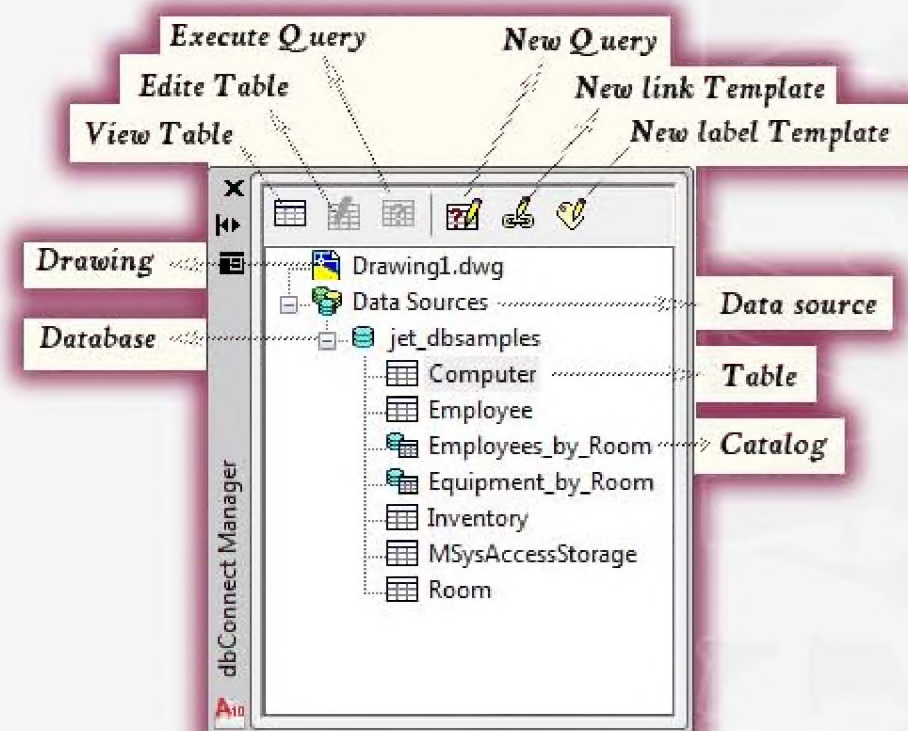 Execute Query
New Query
Edite Table
New link Template
View Table
New label Template
Drawing
Drawing1.dwg
Data Sources
Data source
Database
jet_dbsamples
Computer
Table
Employee
Employees_by_Room
Catalog
Equipment_by_Room
Inventory
MSysAccessStorage
Room
dbConnect Manager
A10